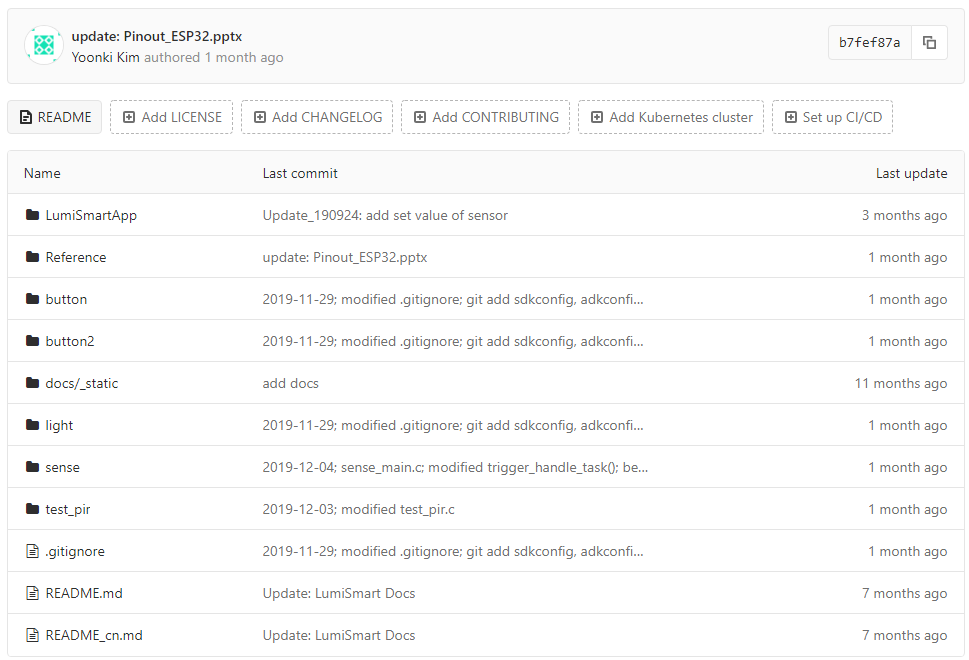 update: Pinout_ESP32.pptx
Yoonki Kim authored 1 month ago
b7fef87a
README Add LICENSE Add CHANGELOG Add CONTRIBUTING Add Kubernetes cluster Set up CI/CD
Name Last commit Last update
LumiSmartApp Update_190924: add set value of sensor 3 months ago
Reference update: Pinout_ESP32.pptx 1 month ago
button 2019-11-29; modified .gitignore; git add sdkconfig, adkconfi... 1 month ago
button2 2019-11-29; modified .gitignore; git add sdkconfig, adkconfi... 1 month ago
docs/_static add docs 11 months ago
light 2019-11-29; modified .gitignore; git add sdkconfig, adkconfi... 1 month ago
sense 2019-12-04; sense_main.c; modified trigger_handle_task(); be... 1 month ago
test_pir 2019-12-03; modified test_pir.c 1 month ago
.gitignore 2019-11-29; modified .gitignore; git add sdkconfig, adkconfi... 1 month ago
README.md Update: LumiSmart Docs 7 months ago
README_cn.md Update: LumiSmart Docs 7 months ago